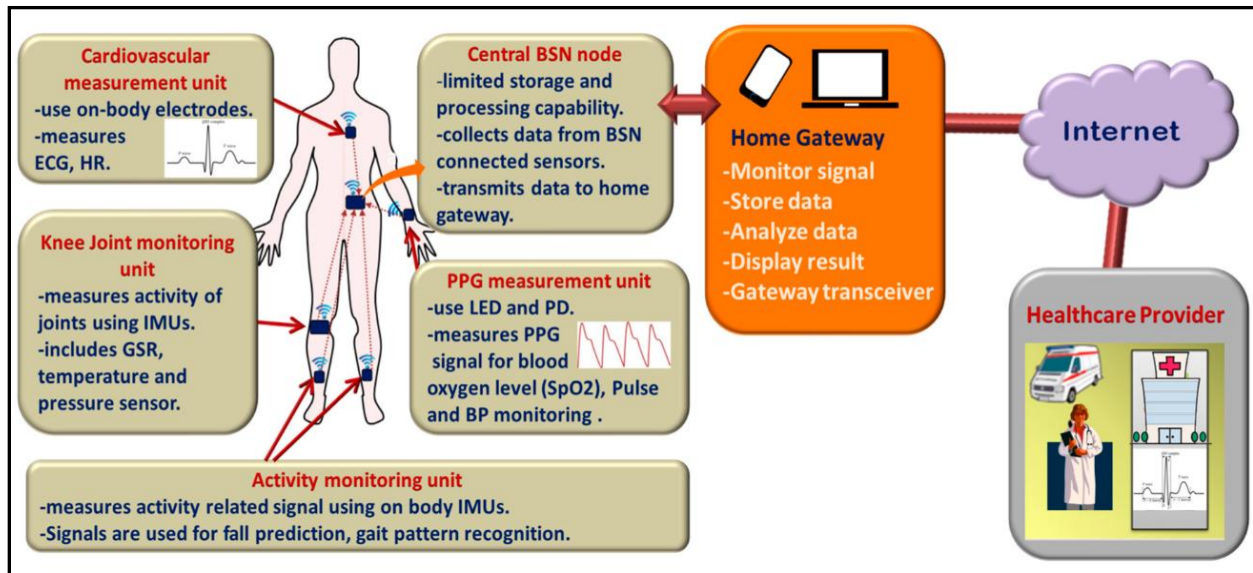 Cardiovascular
measurement unit
-use on-body electrodes.
-measures
ECG, HR.
Knee Joint monitoring
unit
-measures activity of
joints using IMUs.
-includes GSR,
temperature and
pressure sensor.
Central BSN node
-limited storage and
processing capability.
-collects data from BSN
connected sensors.
-transmits data to home
gateway.
PPG measurement unit
-use LED and PD.
-measures PPG
signal for blood
oxygen level (SpO2), Pulse
and BP monitoring .
Activity monitoring unit
-measures activity related signal using on body IMUs.
-Signals are used for fall prediction, gait pattern recognition.
Home Gateway
-Monitor signal
-Store data
-Analyze data
-Display result
-Gateway transceiver
Internet
Healthcare Provider